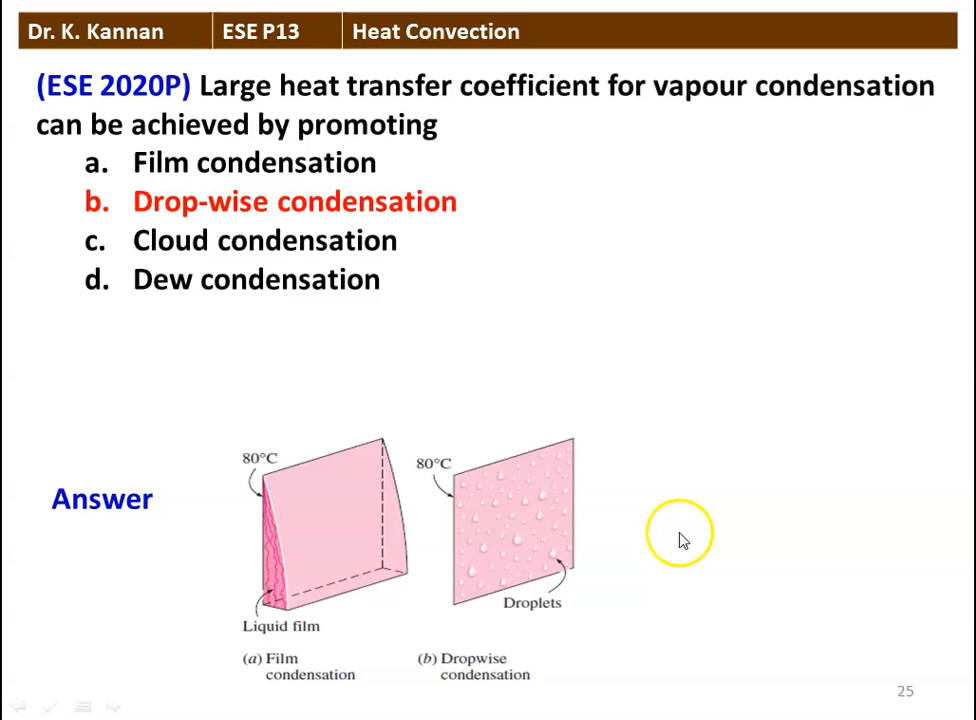 Dr. K. Kannan ESE P13 Heat Convection
(ESE 2020P) Large heat transfer coefficient for vapour condensation
can be achieved by promoting
a. Film condensation
b. Drop-wise condensation
c. Cloud condensation
d. Dew condensation
80°C 80°C
Answer
Droplets
Liquid film
(a) Film (b) Dropwise
condensation condensation
25